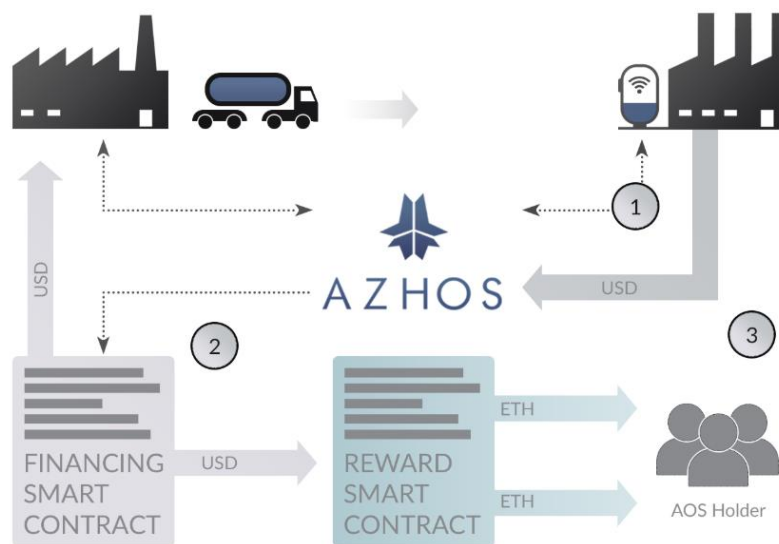 1
AZHOS
USD
USD
2
3
FINANCING
SMART
CONTRACT
USD
REWARD
SMART
CONTRACT
ETH
ETH
AOS Holder